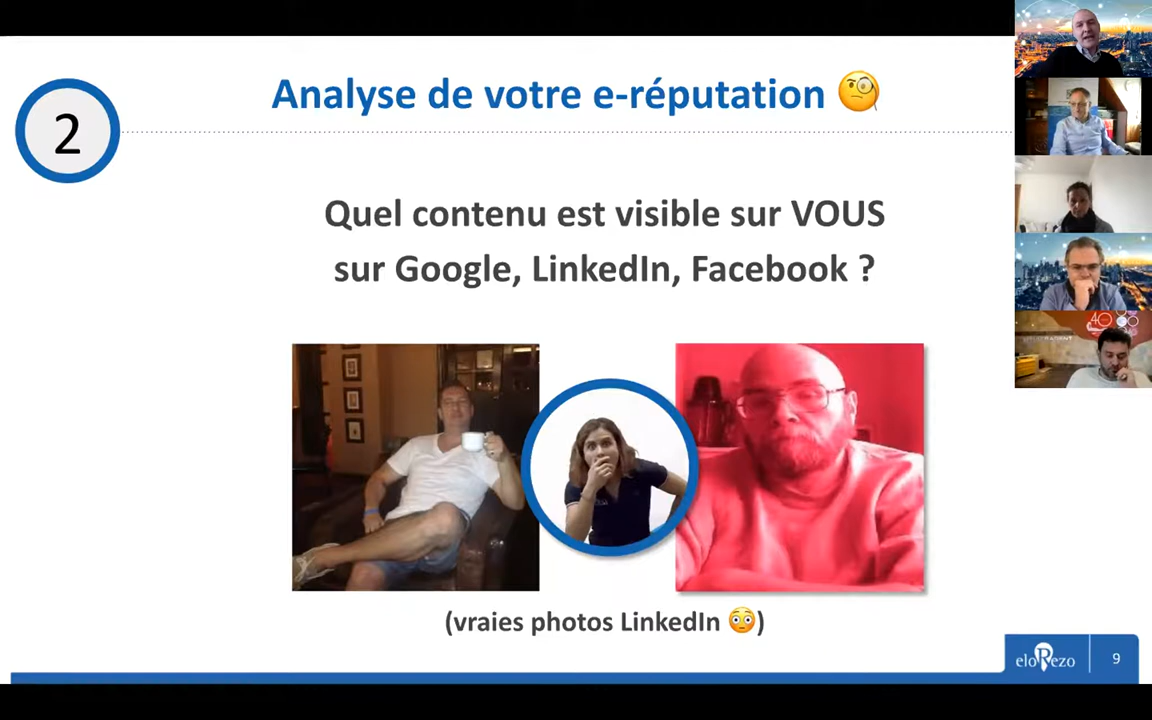 2
Analyse de votre e-réputation 🧐
Quel contenu est visible sur VOUS
sur Google, LinkedIn, Facebook ?
(vraies photos LinkedIn 😳)
eloRezo
9
40